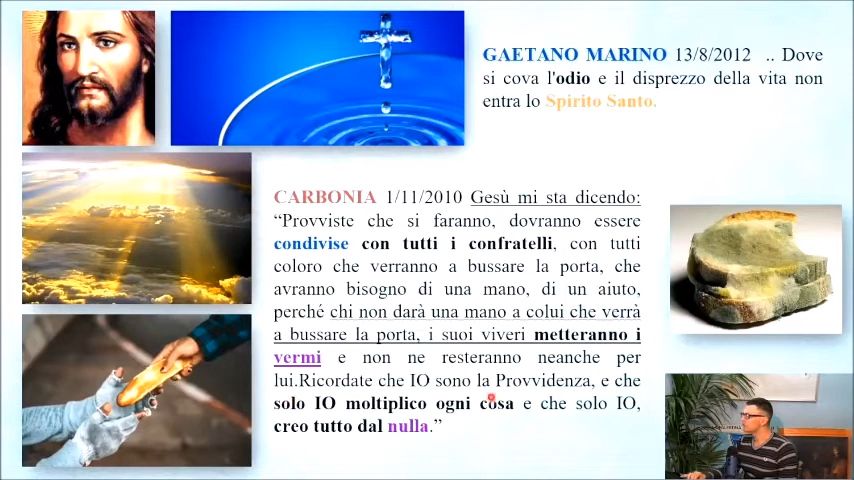 GAETANO MARINO 13/8/2012 .. Dove
si cova l'odio e il disprezzo della vita non
entra lo Spirito Santo.
CARBONIA 1/11/2010 Gesù mi sta dicendo:
“Provviste che si faranno, dovranno essere
condivise con tutti i confratelli, con tutti
coloro che verranno a bussare la porta, che
avranno bisogno di una mano, di un aiuto,
perché chi non darà una mano a colui che verrà
a bussare la porta, i suoi viveri metteranno i
vermi e non ne resteranno neanche per
lui.Ricordate che IO sono la Provvidenza, e che
solo IO moltiplico ogni cosa e che solo IO,
creo tutto dal nulla.”